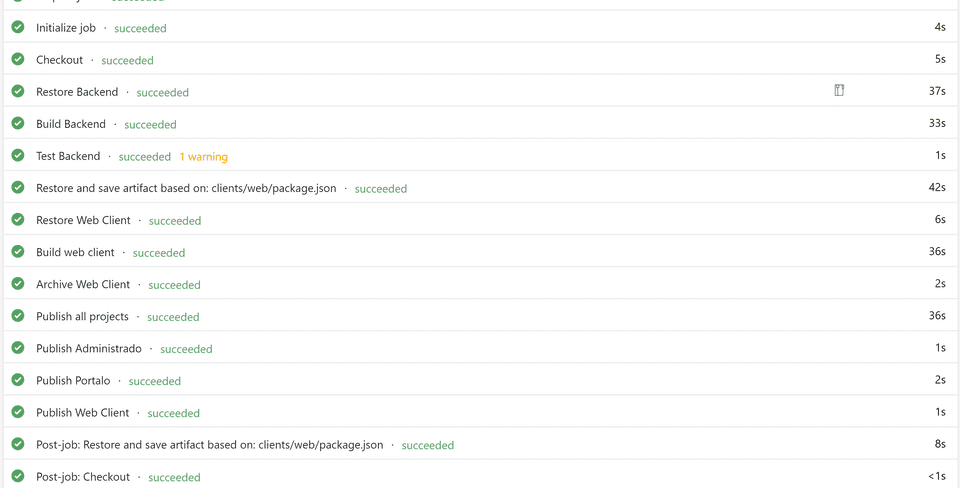 Initialize job · succeeded 4s
Checkout · succeeded 5s
Restore Backend · succeeded 37s
Build Backend · succeeded 33s
Test Backend · succeeded 1 warning 1s
Restore and save artifact based on: clients/web/package.json · succeeded 42s
Restore Web Client · succeeded 6s
Build web client · succeeded 36s
Archive Web Client · succeeded 2s
Publish all projects · succeeded 36s
Publish Administrado · succeeded 1s
Publish Portalo · succeeded 2s
Publish Web Client · succeeded 1s
Post-job: Restore and save artifact based on: clients/web/package.json · succeeded 8s
Post-job: Checkout · succeeded <1s